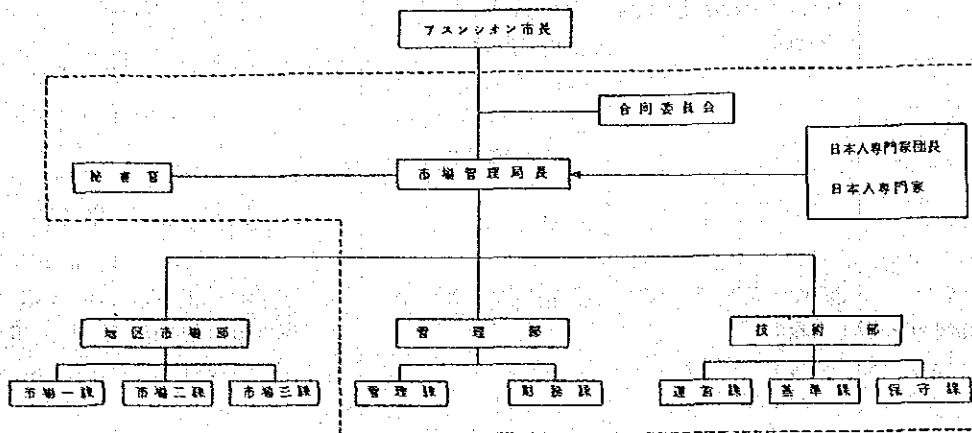 アスンシオン市長
合同委員会
市場管理局長
秘書官
日本人専門家団長
日本人専門家
地区市場部
管理部
技術部
市場一課
市場二課
市場三課
管理課
財務課
運営課
基準課
保守課